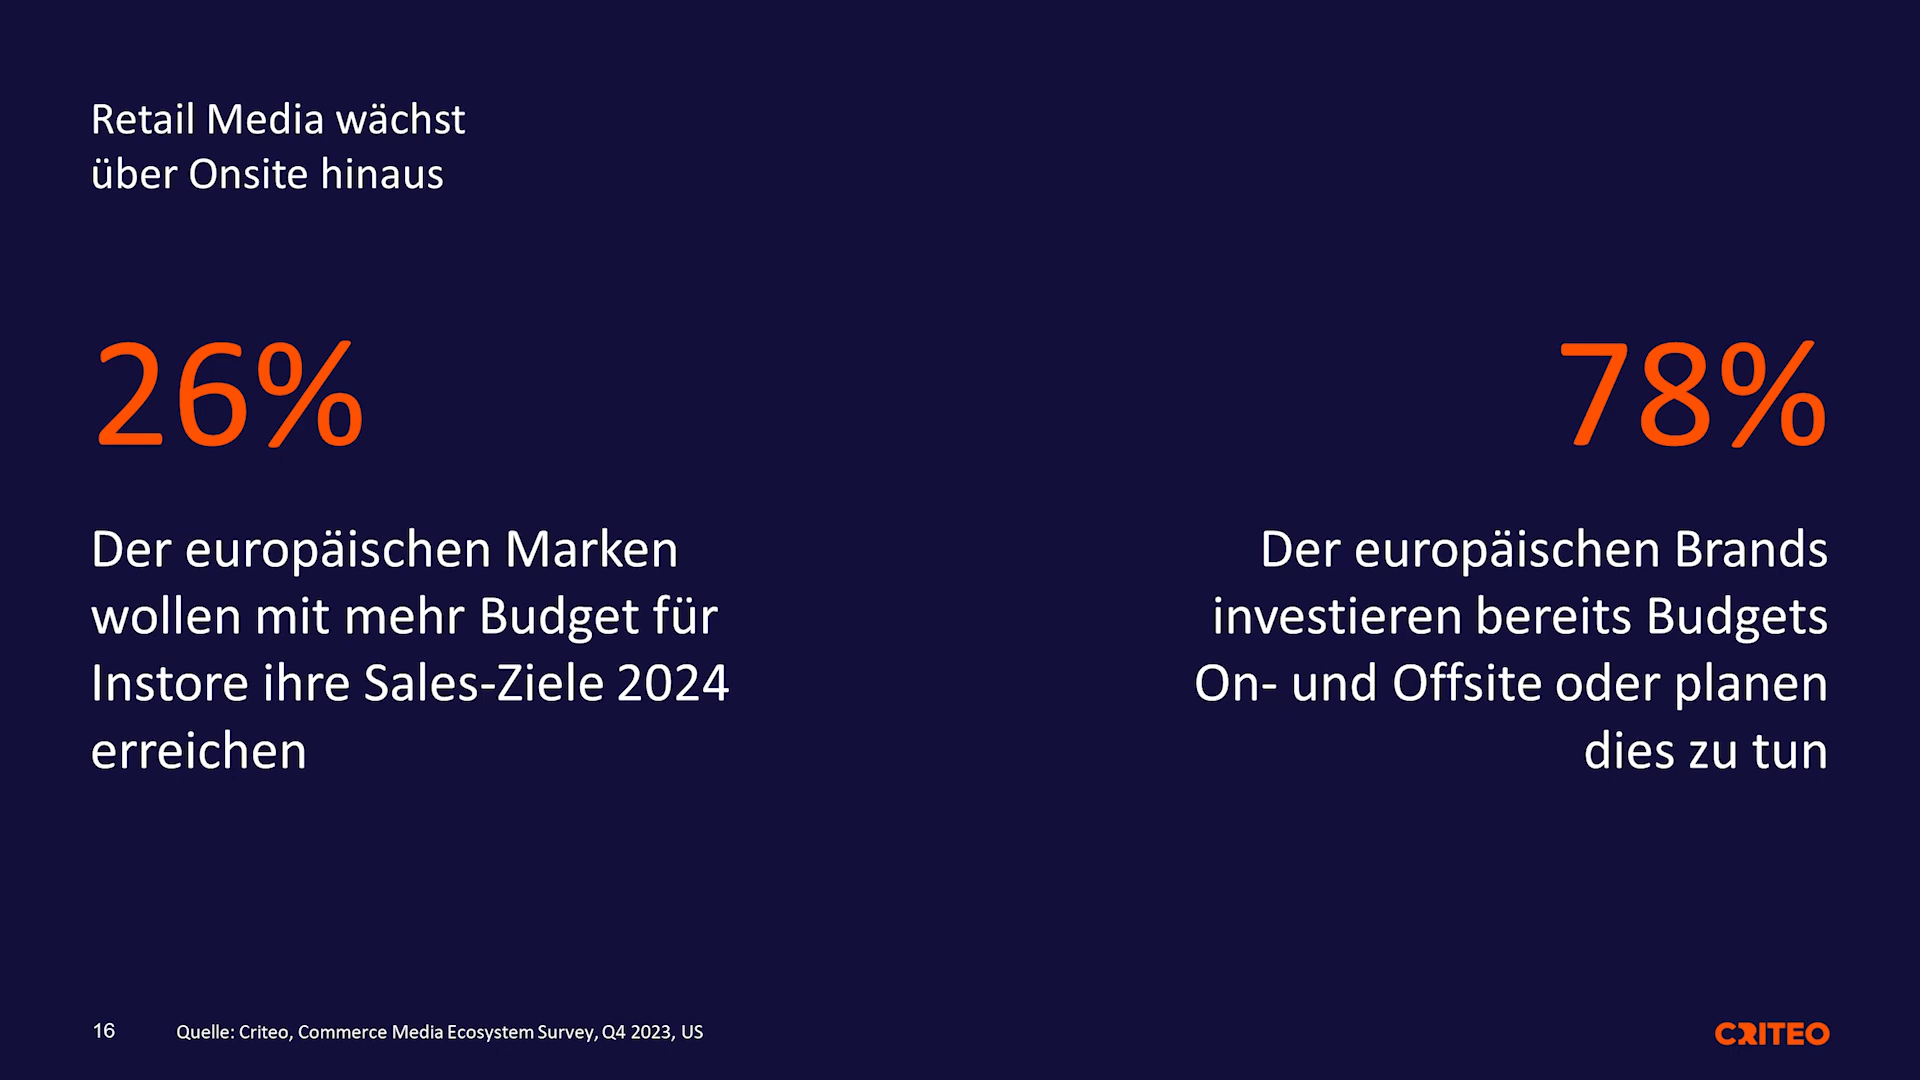 Retail Media wächst
über Onsite hinaus
26%
Der europäischen Marken
wollen mit mehr Budget für
Instore ihre Sales-Ziele 2024
erreichen
78%
Der europäischen Brands
investieren bereits Budgets
On- und Offsite oder planen
dies zu tun
16
Quelle: Criteo, Commerce Media Ecosystem Survey, Q4 2023, US
CRITEO